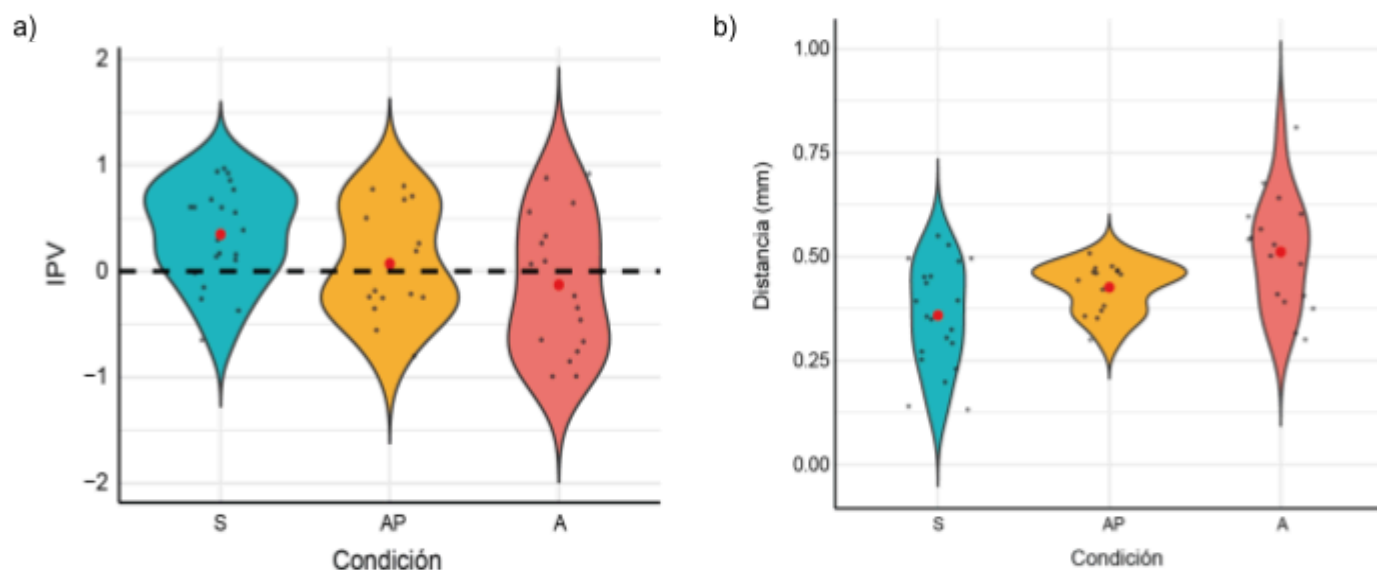 a)
2
1
0
−1
−2
IPV
S AP A
Condición
b)
1.00
0.75
0.50
0.25
0.00
Distancia (mm)
S AP A
Condición